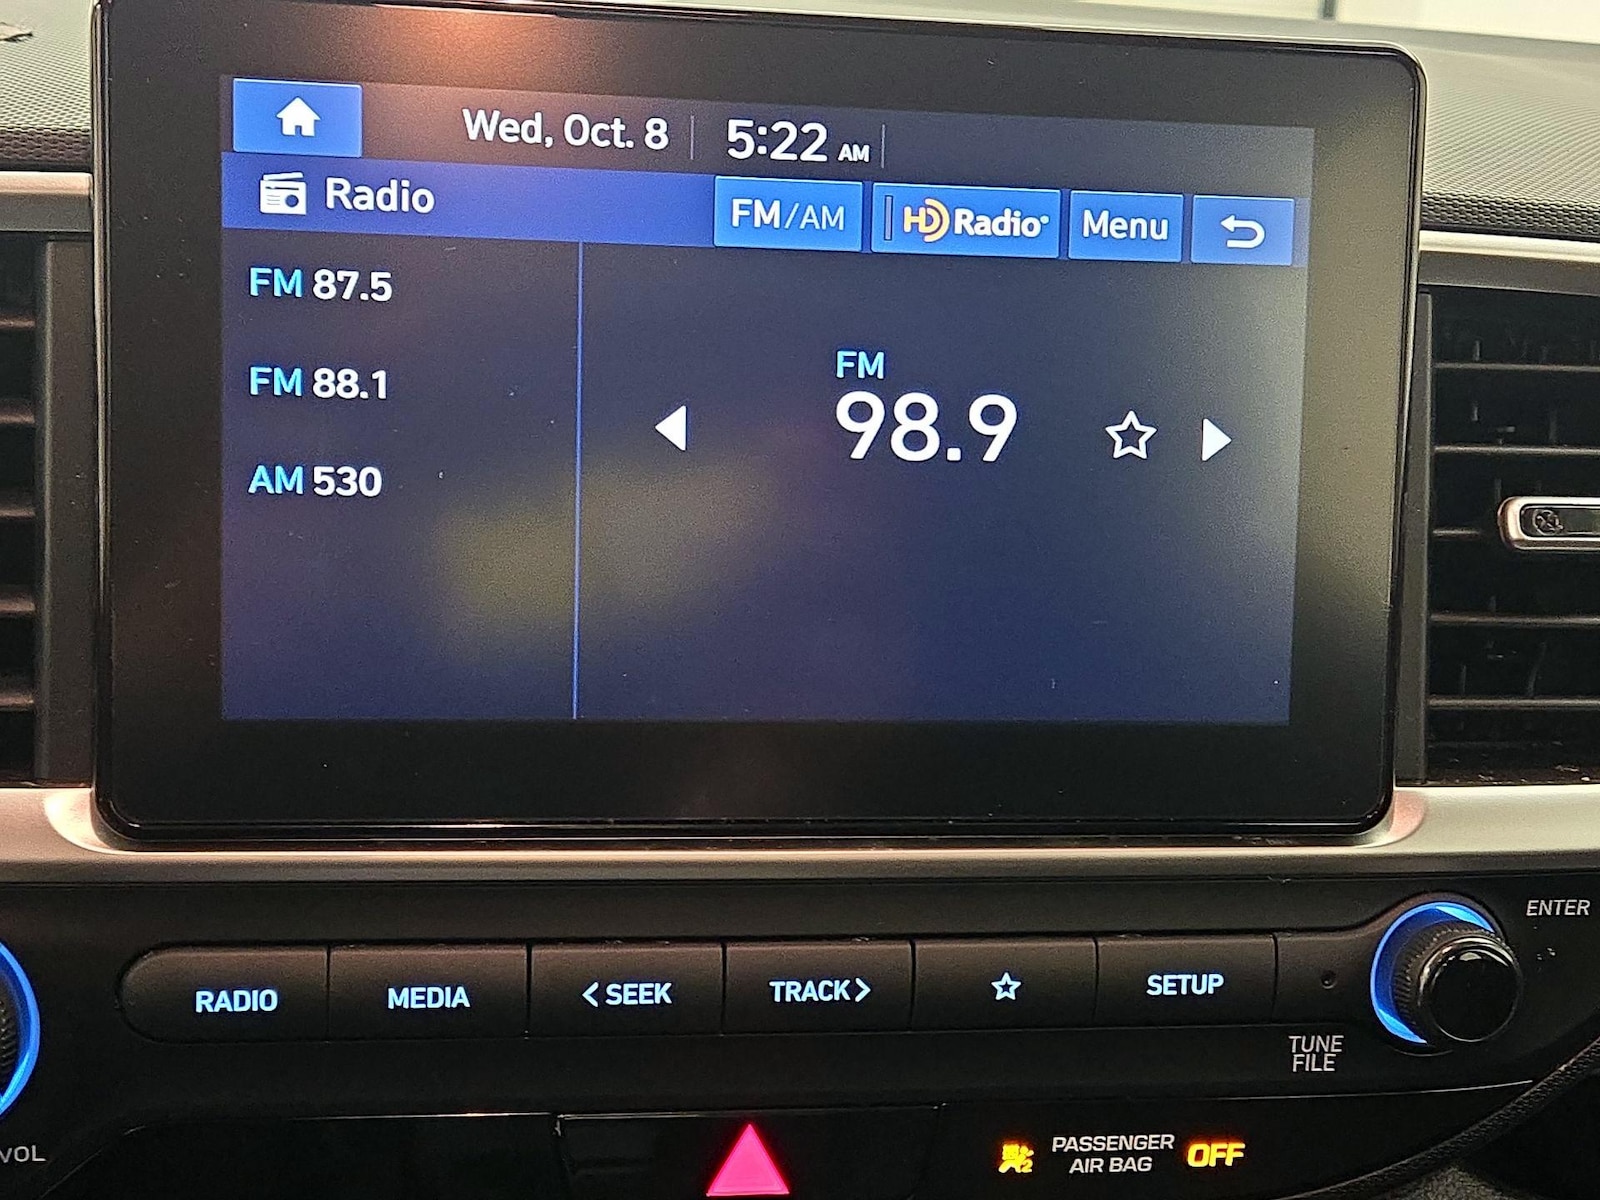 Wed, Oct. 8 5:22 AM
Radio FM/AM HD Radio® Menu
FM 87.5
FM 88.1
AM 530
FM
98.9
ENTER
RADIO MEDIA < SEEK TRACK > SETUP
TUNE
FILE
VOL
PASSENGER
AIR BAG
OFF
2